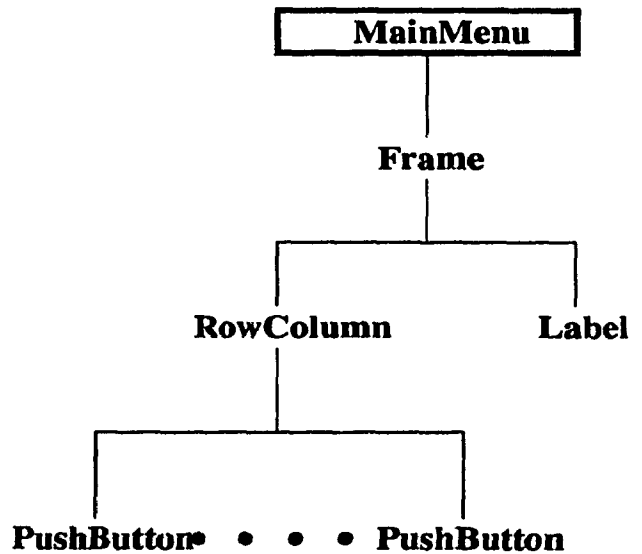 MainMenu
Frame
RowColumn Label
PushButton • • • • PushButton